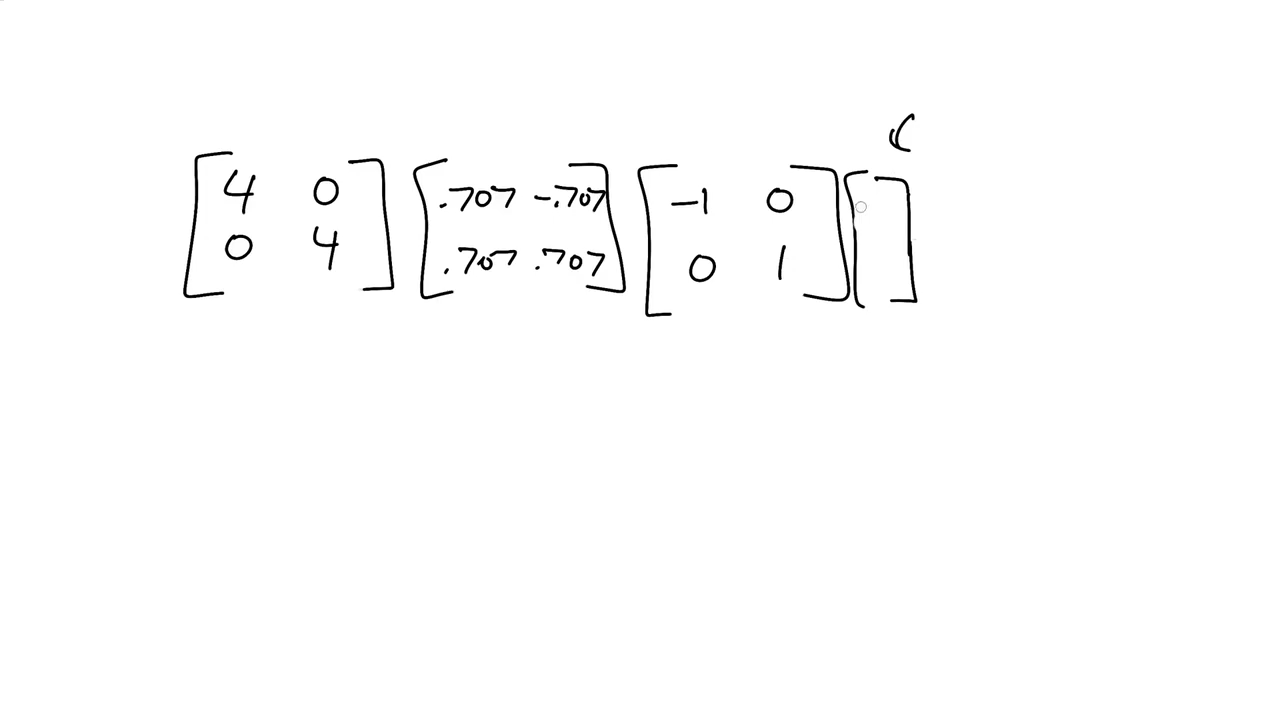 C
[4 0] [.707 -.707] [-1 0] [ ]
[0 4] [.707 .707] [0 1] [ ]